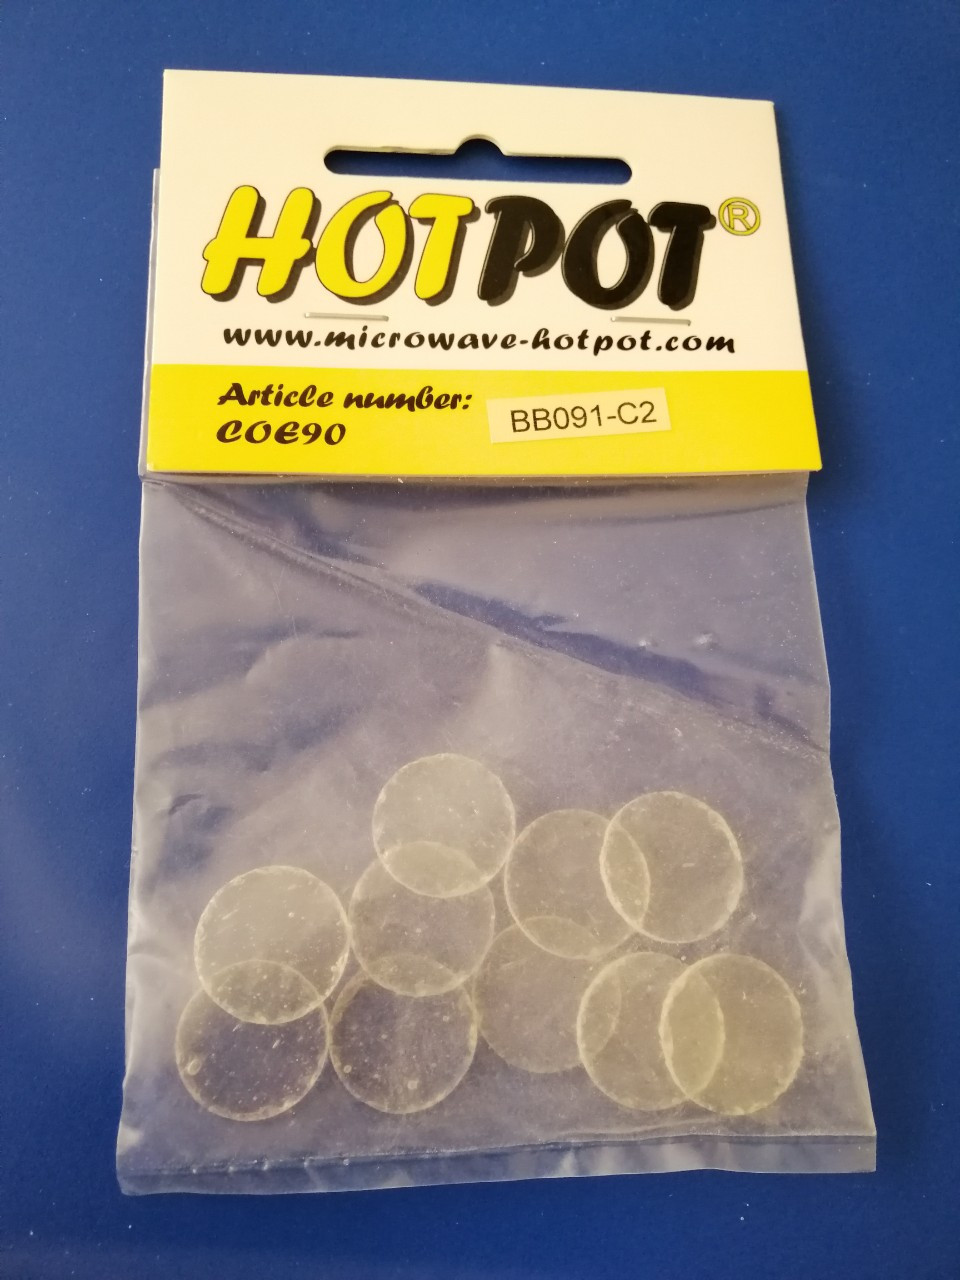 HOTPOT®
www.microwave-hotpot.com
Article number:
COE90
BB091-C2